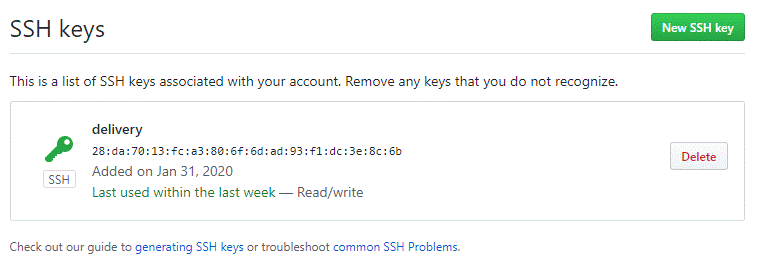 SSH keys
New SSH key
This is a list of SSH keys associated with your account. Remove any keys that you do not recognize.
delivery
28:da:70:13:fc:a3:80:6f:6d:ad:93:f1:dc:3e:8c:6b
Added on Jan 31, 2020
Last used within the last week — Read/write
SSH
Delete
Check out our guide to generating SSH keys or troubleshoot common SSH Problems.